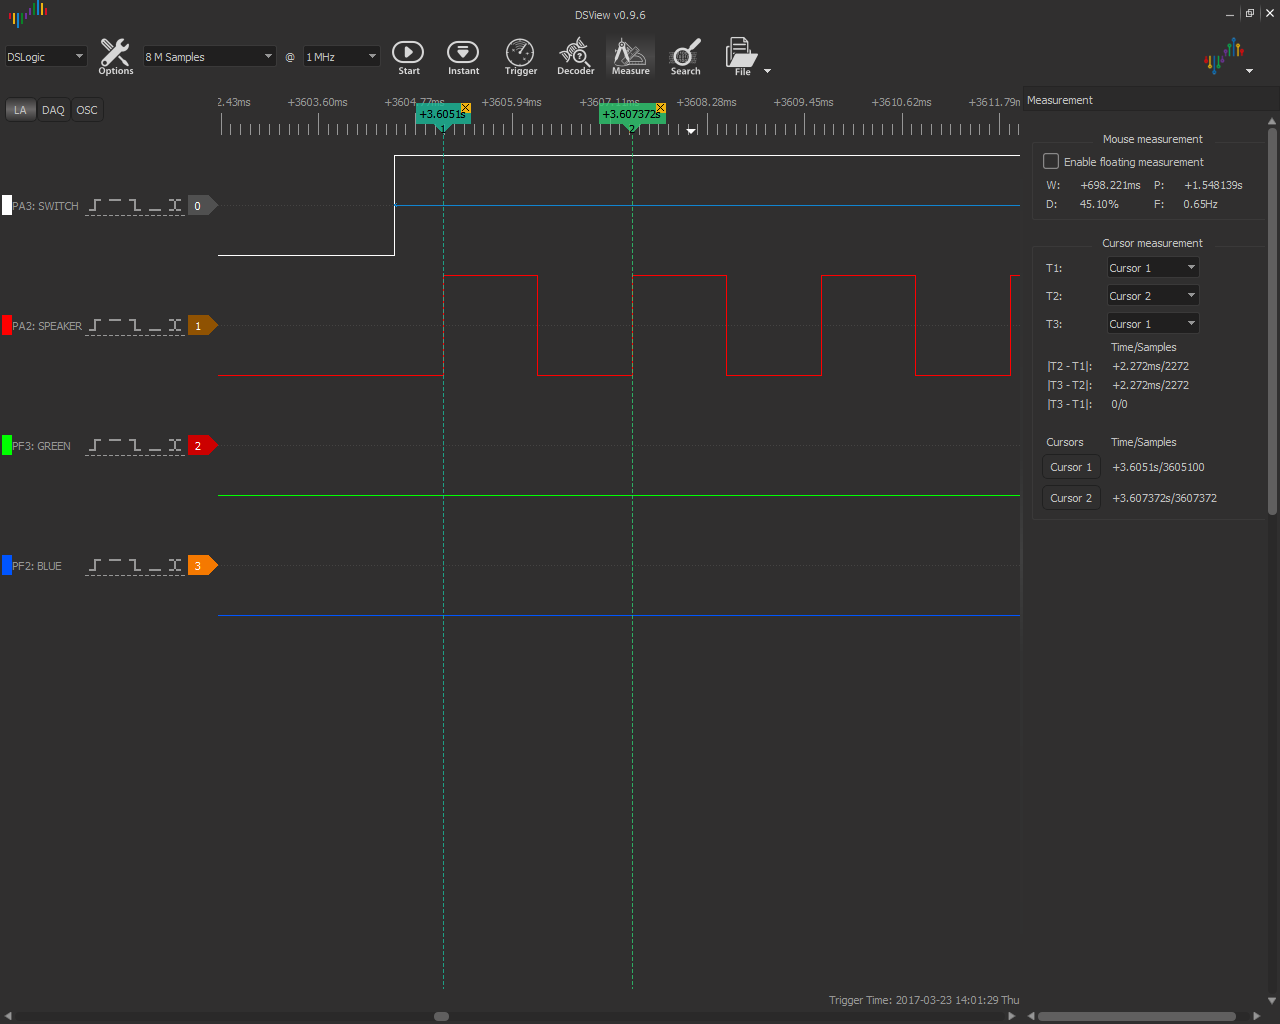 DSView v0.9.6
DSLogic
Options
8 M Samples
@
1 MHz
Start
Instant
Trigger
Decoder
Measure
Search
File
LA
DAQ
OSC
2.43ms
+3603.60ms
+3604.77ms
+3605.94ms
+3607.11ms
+3608.28ms
+3609.45ms
+3610.62ms
+3611.79m
+3.6051s
+3.607372s
1
2
PA3: SWITCH
0
PA2: SPEAKER
1
PF3: GREEN
2
PF2: BLUE
3
Trigger Time: 2017-03-23 14:01:29 Thu
Measurement
Mouse measurement
Enable floating measurement
W: +698.221ms P: +1.548139s
D: 45.10% F: 0.65Hz
Cursor measurement
T1: Cursor 1
T2: Cursor 2
T3: Cursor 1
Time/Samples
|T2 - T1|: +2.272ms/2272
|T3 - T2|: +2.272ms/2272
|T3 - T1|: 0/0
Cursors Time/Samples
Cursor 1 +3.6051s/3605100
Cursor 2 +3.607372s/3607372